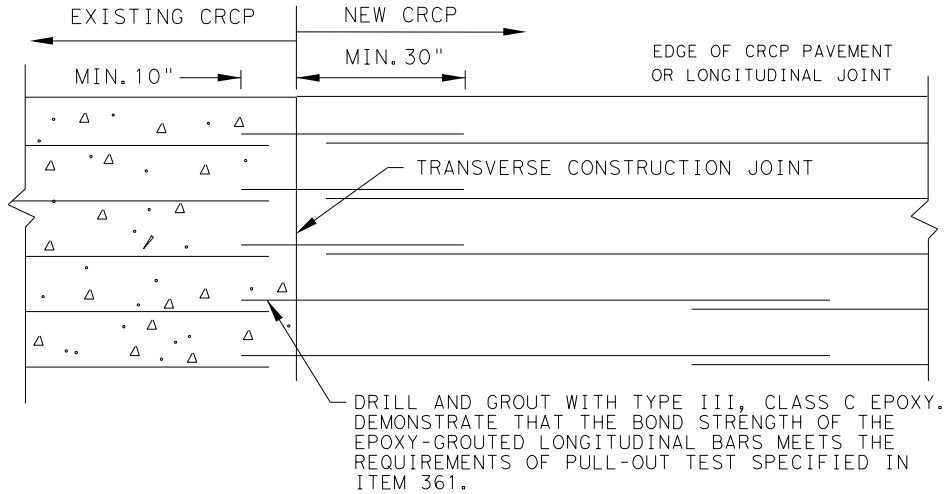 EXISTING CRCP
NEW CRCP
MIN. 10"
MIN. 30"
EDGE OF CRCP PAVEMENT
OR LONGITUDINAL JOINT
TRANSVERSE CONSTRUCTION JOINT
DRILL AND GROUT WITH TYPE III, CLASS C EPOXY.
DEMONSTRATE THAT THE BOND STRENGTH OF THE
EPOXY-GROUTED LONGITUDINAL BARS MEETS THE
REQUIREMENTS OF PULL-OUT TEST SPECIFIED IN
ITEM 361.